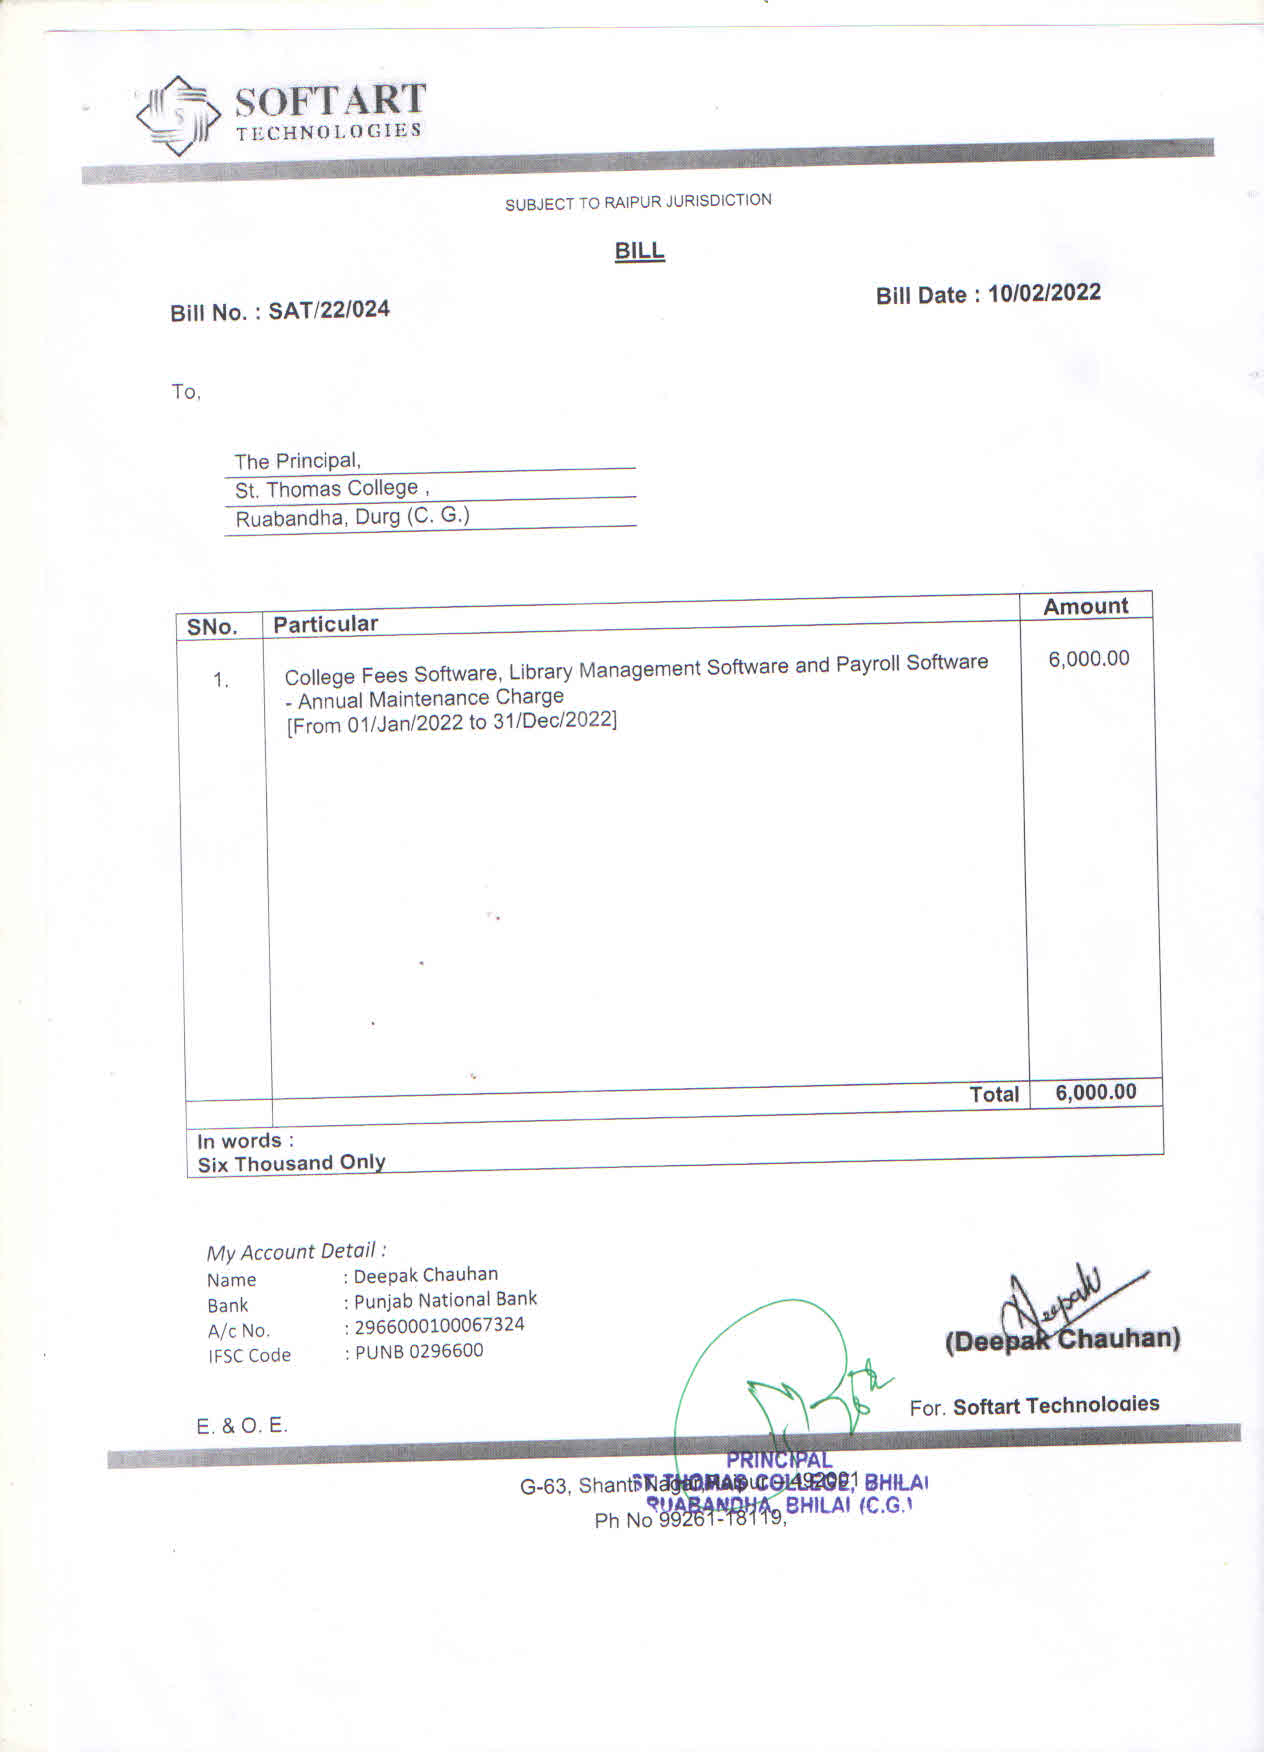 SOFTART
TECHNOLOGIES
SUBJECT TO RAIPUR JURISDICTION
BILL
Bill No. : SAT/22/024
Bill Date : 10/02/2022
To,
The Principal,
St. Thomas College ,
Ruabandha, Durg (C. G.)
SNo. Particular Amount
1. College Fees Software, Library Management Software and Payroll Software 6,000.00
- Annual Maintenance Charge
[From 01/Jan/2022 to 31/Dec/2022]
Total 6,000.00
In words :
Six Thousand Only
My Account Detail :
Name : Deepak Chauhan
Bank : Punjab National Bank
A/c No. : 2966000100067324
IFSC Code : PUNB 0296600
Deepak
(Deepak Chauhan)
For. Softart Technologies
E. & O. E.
PRINCIPAL
ST. THOMAS COLLEGE, BHILAI
RUABANDHA, BHILAI (C.G.)
G-63, Shanti Nagar, Raipur - 492001
Ph No 99261-18119,